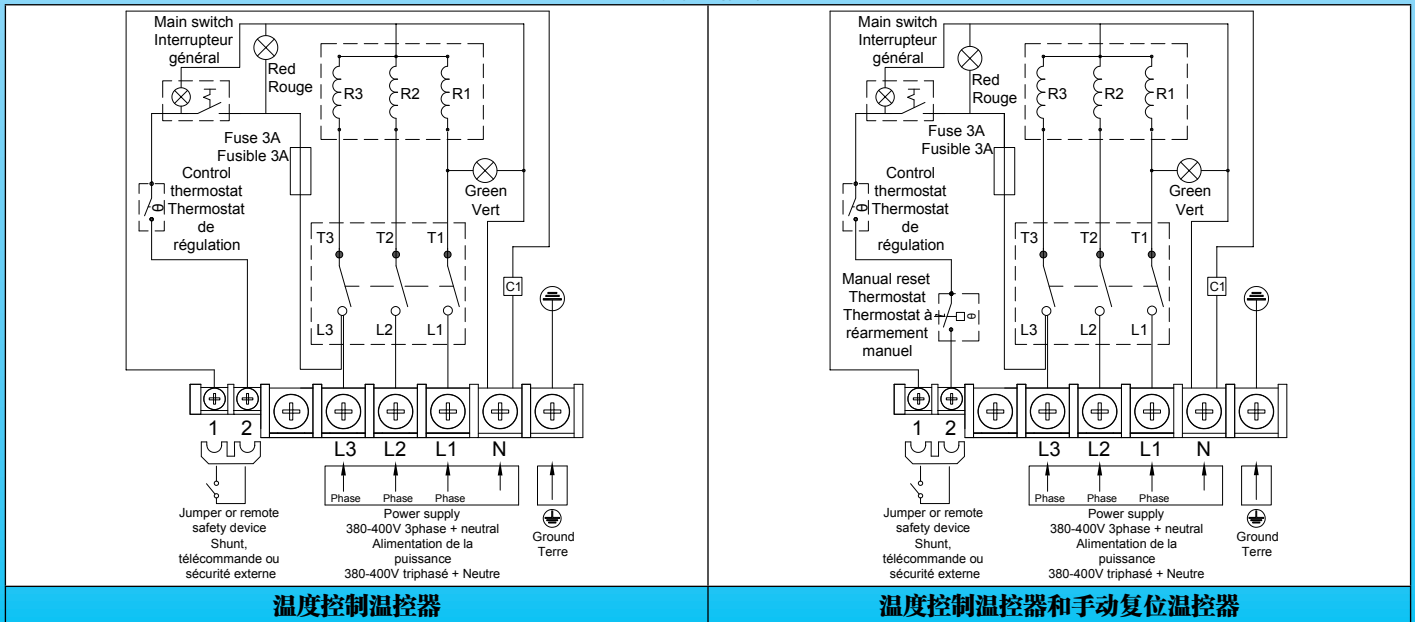 Main switch
Interrupteur
général
Red
Rouge
R3
R2
R1
Fuse 3A
Fusible 3A
Control
thermostat
Thermostat
de
régulation
θ
Green
Vert
T3
T2
T1
C1
L3
L2
L1
1
2
L3
L2
L1
N
Phase
Phase
Phase
Jumper or remote
safety device
Shunt,
télécommande ou
sécurité externe
Power supply
380-400V 3phase + neutral
Alimentation de la
puissance
380-400V triphasé + Neutre
Ground
Terre
温度控制温控器
Main switch
Interrupteur
général
Red
Rouge
R3
R2
R1
Fuse 3A
Fusible 3A
Control
thermostat
Thermostat
de
régulation
θ
Green
Vert
T3
T2
T1
C1
Manual reset
Thermostat
Thermostat à
réarmement
manuel
θ
L3
L2
L1
1
2
L3
L2
L1
N
Phase
Phase
Phase
Jumper or remote
safety device
Shunt,
télécommande ou
sécurité externe
Power supply
380-400V 3phase + neutral
Alimentation de la
puissance
380-400V triphasé + Neutre
Ground
Terre
温度控制温控器和手动复位温控器